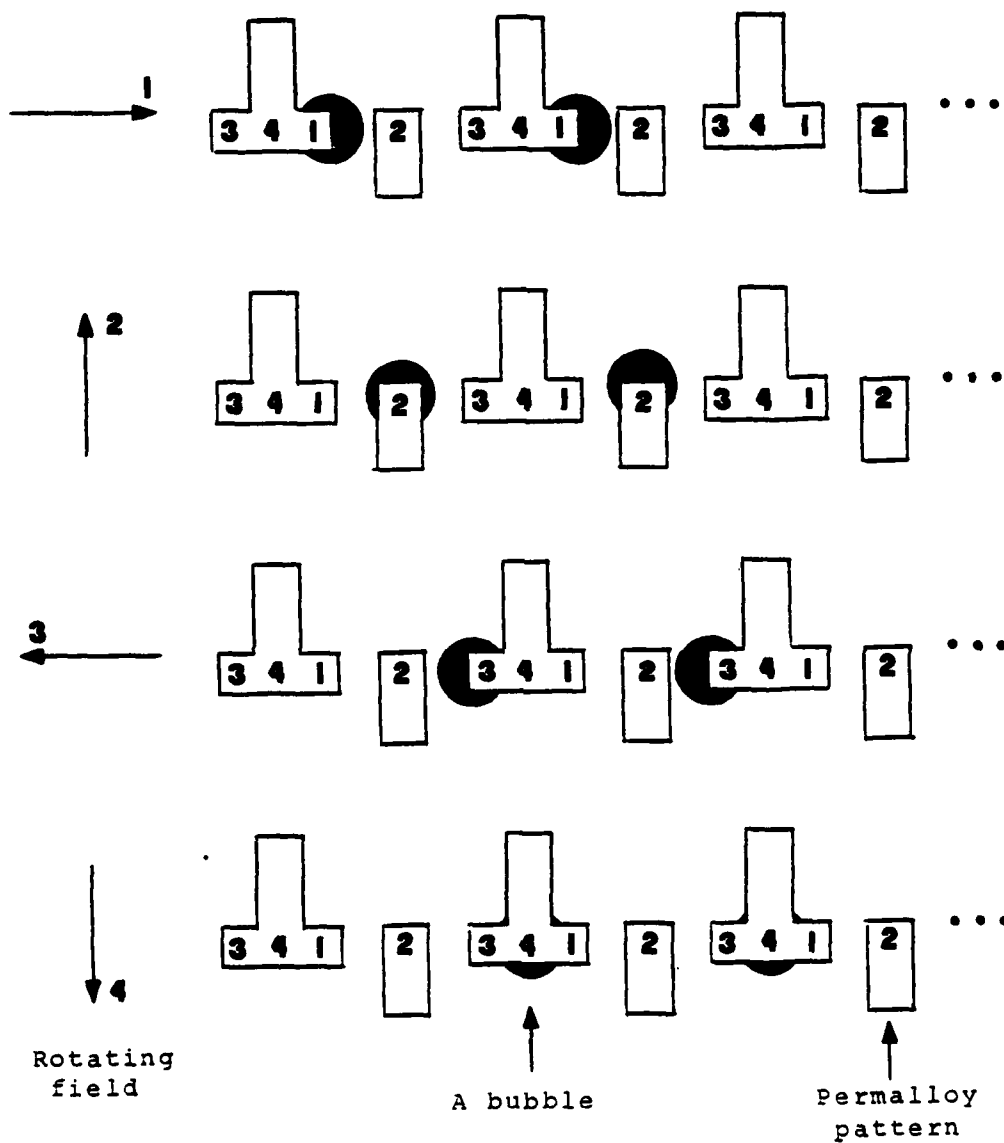 1
3 4 1 2 3 4 1 2 3 4 1 2 ...
2
3 4 1 2 3 4 1 2 3 4 1 2 ...
3
3 4 1 2 3 4 1 2 3 4 1 2 ...
4
3 4 1 2 3 4 1 2 3 4 1 2 ...
Rotating
field
A bubble
Permalloy
pattern